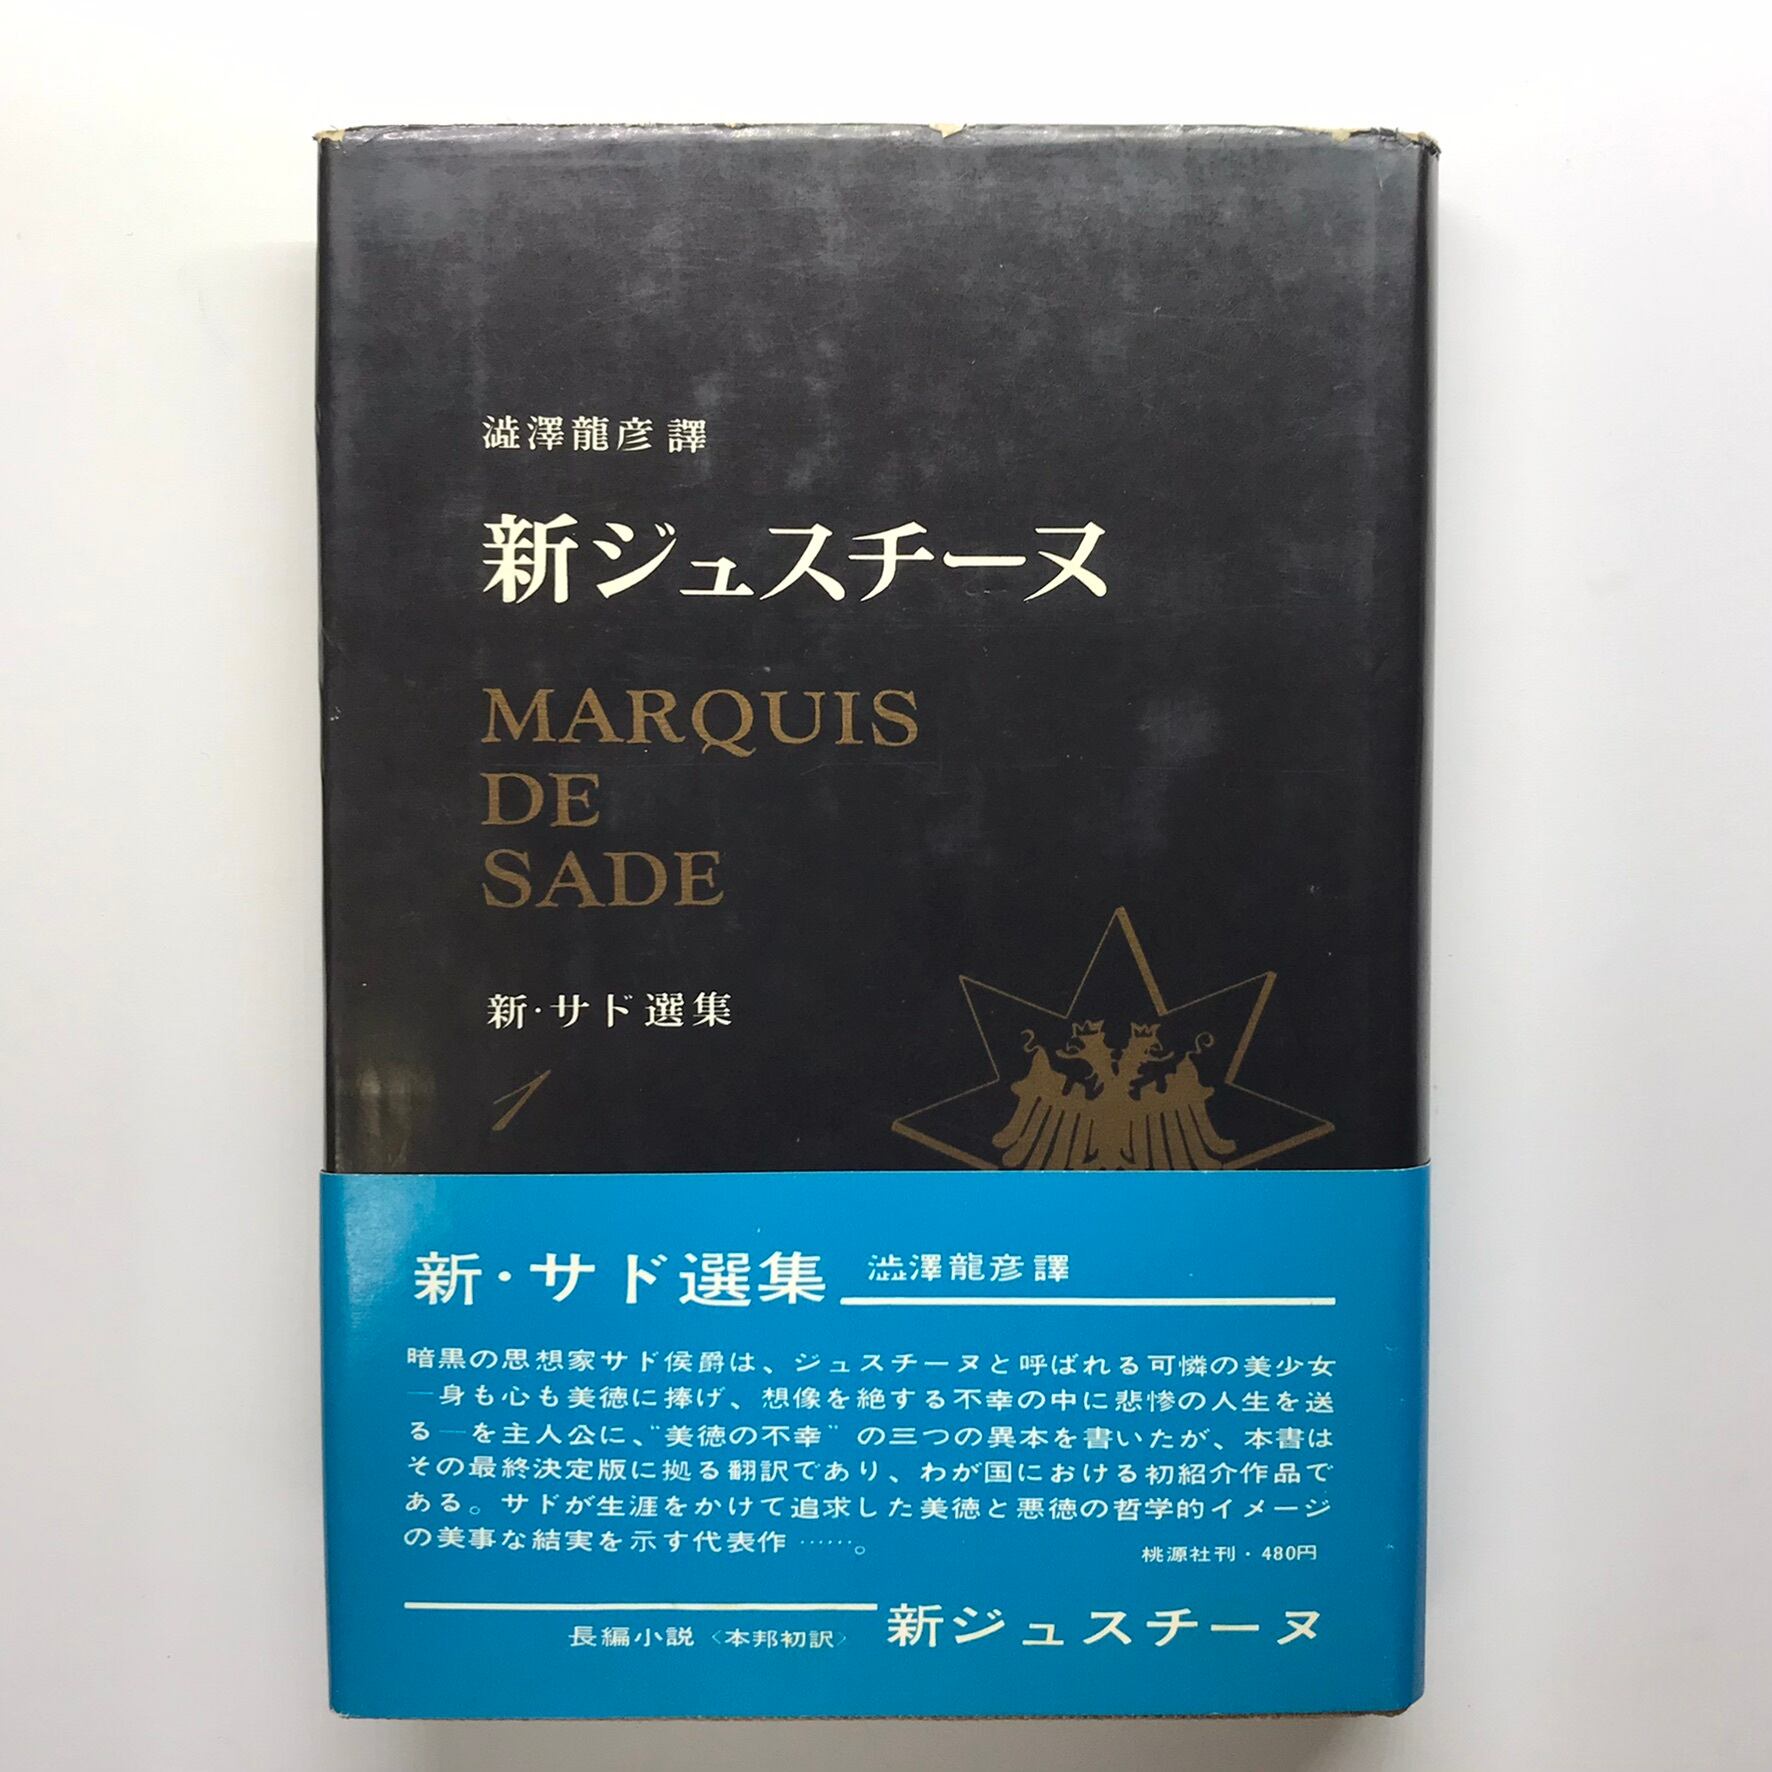 澁澤龍彦 譯
新ジュスチーヌ
MARQUIS
DE
SADE
新・サド選集
1
新・サド選集 澁澤龍彦譯
暗黒の思想家サド侯爵は、ジュスチーヌと呼ばれる可憐の美少女
―身も心も美徳に捧げ、想像を絶する不幸の中に悲惨の人生を送
る―を主人公に、〝美徳の不幸〟の三つの異本を書いたが、本書は
その最終決定版に拠る翻訳であり、わが国における初紹介作品で
ある。サドが生涯をかけて追求した美徳と悪徳の哲学的イメージ
の美事な結実を示す代表作……。
桃源社刊・480円
長編小説〈本邦初訳〉 新ジュスチーヌ